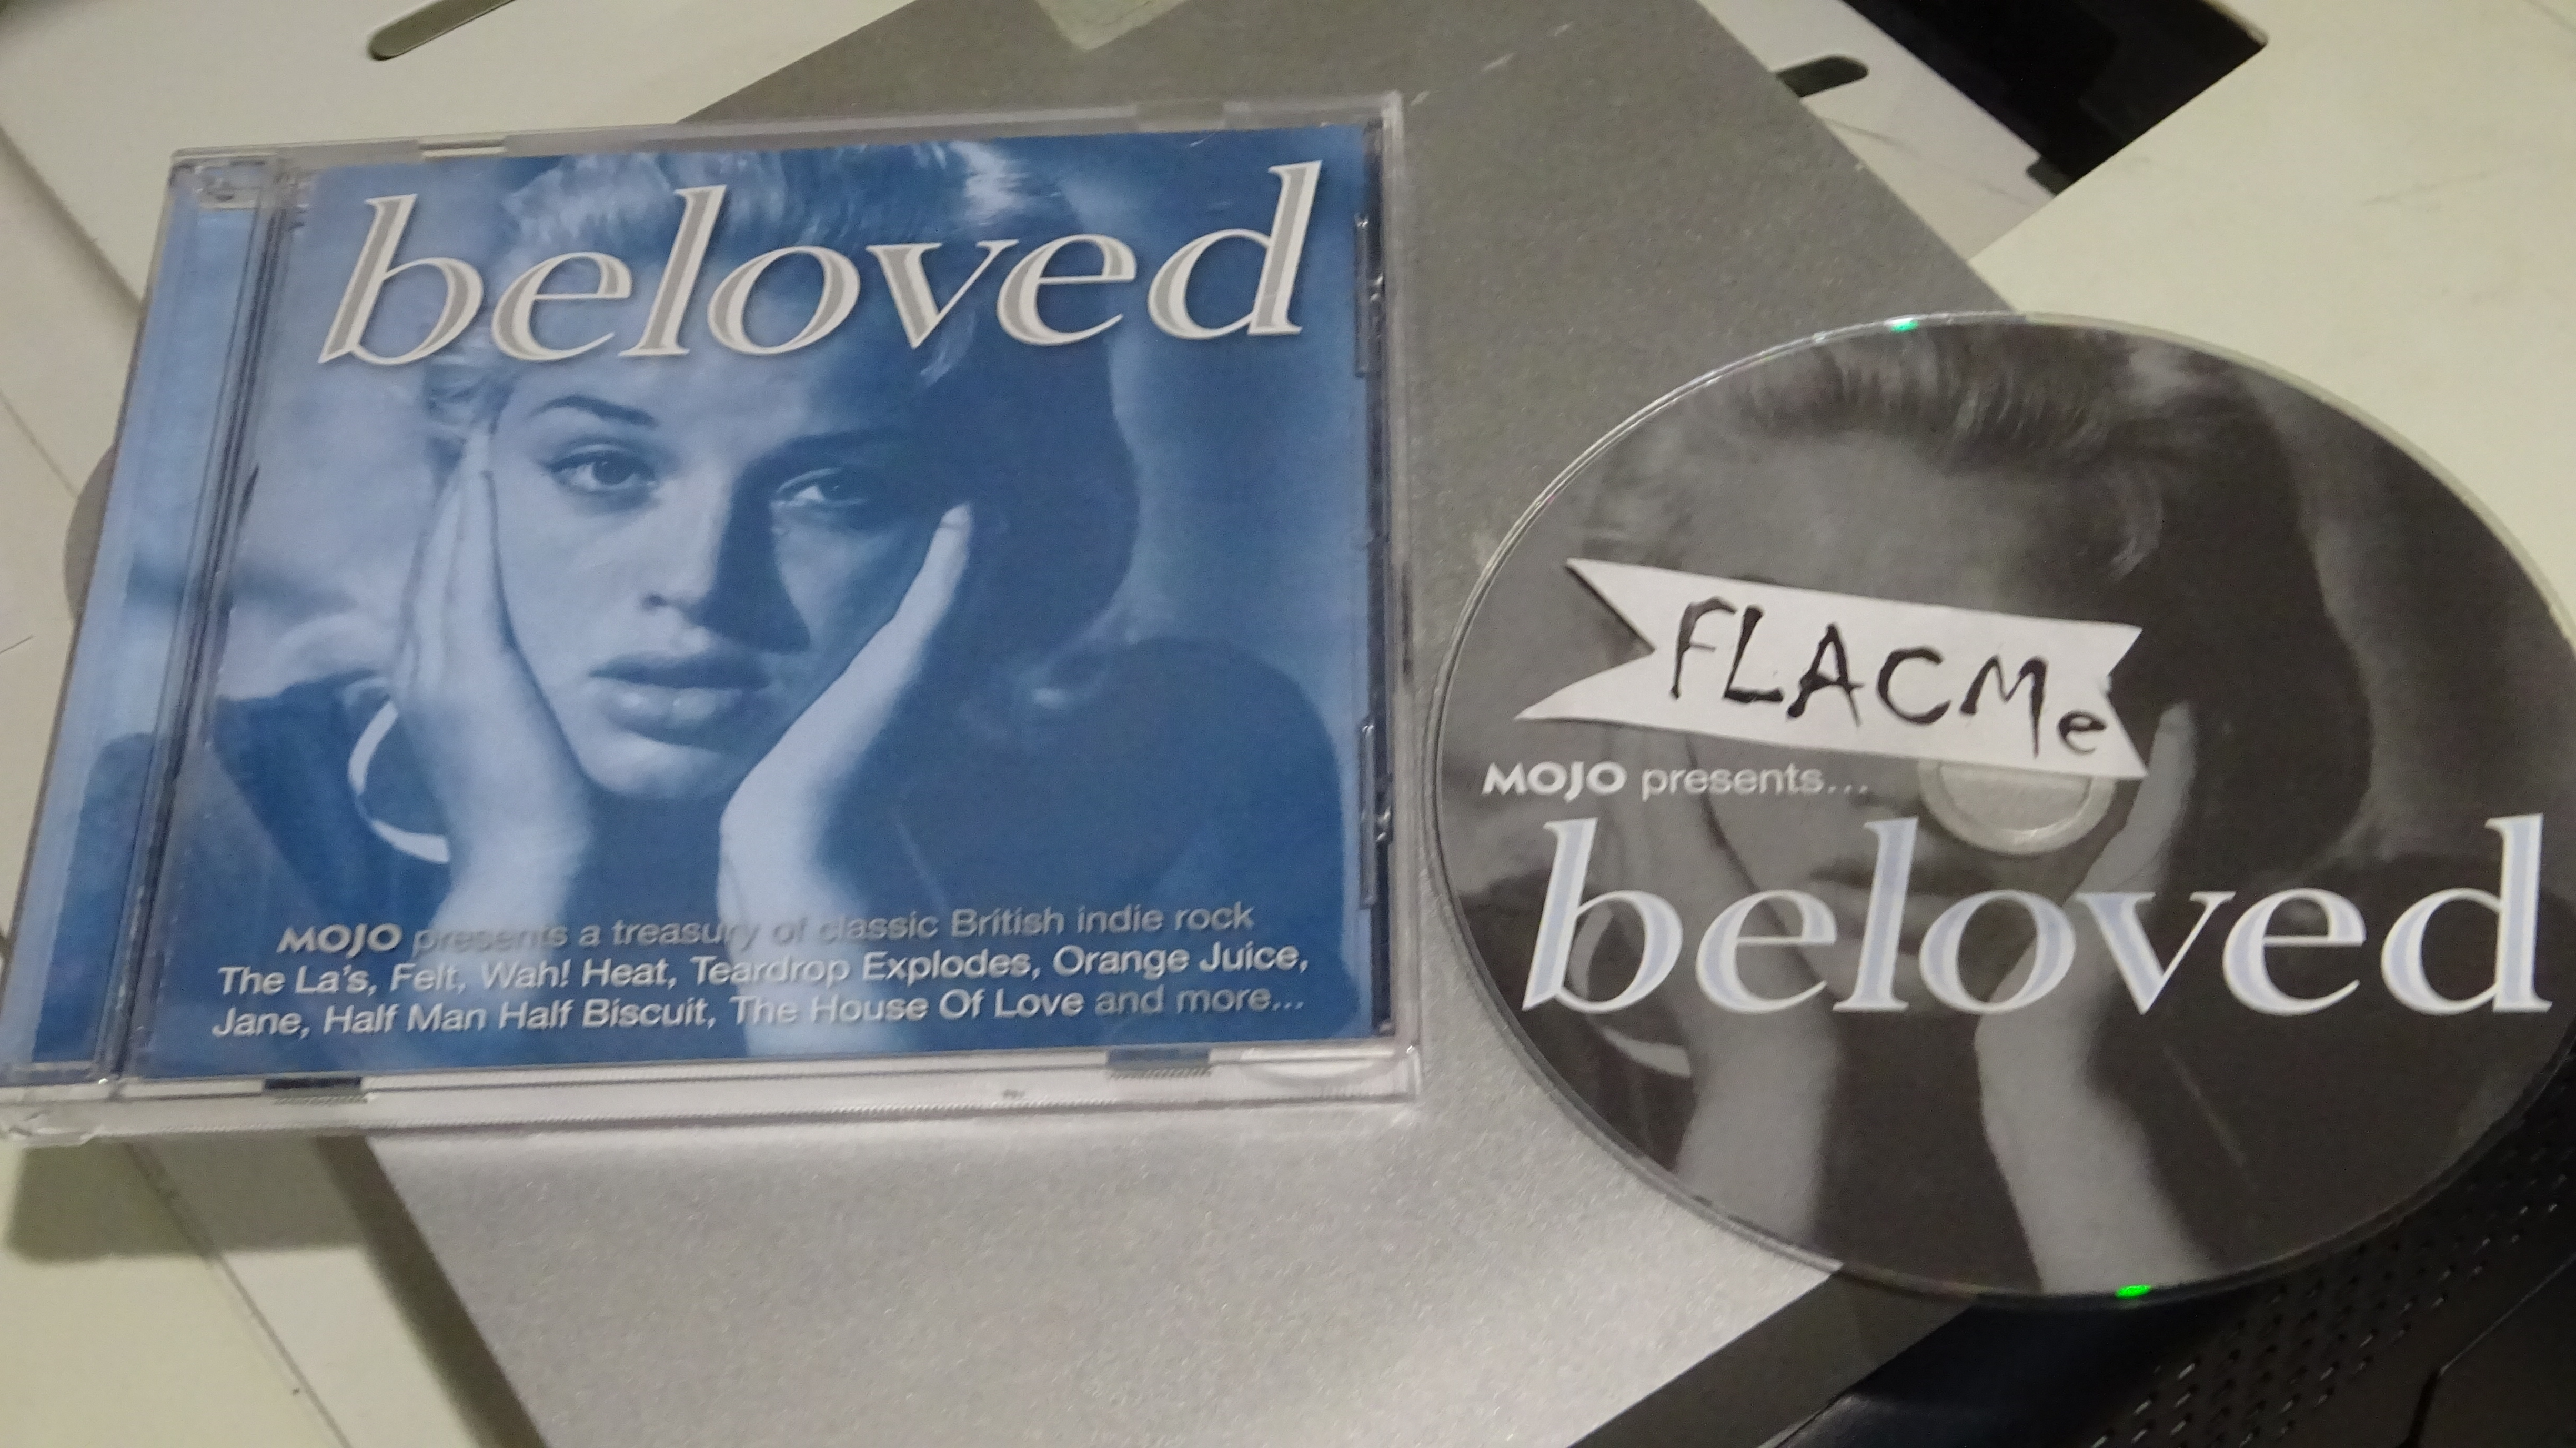 beloved
MOJO presents a treasury of classic British indie rock
The La's, Felt, Wah! Heat, Teardrop Explodes, Orange Juice,
Jane, Half Man Half Biscuit, The House Of Love and more...
FLACMe
MOJO presents...
beloved